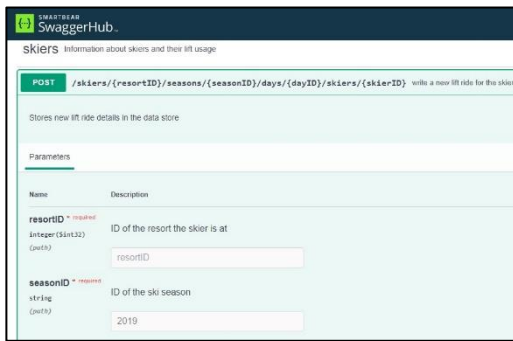 SMARTBEAR
SwaggerHub
skiers Information about skiers and their lift usage
POST /skiers/{resortID}/seasons/{seasonID}/days/{dayID}/skiers/{skierID} write a new lift ride for the skier
Stores new lift ride details in the data store
Parameters
Name Description
resortID * required
integer($int32)
(path)
ID of the resort the skier is at
resortID
seasonID * required
string
(path)
ID of the ski season
2019